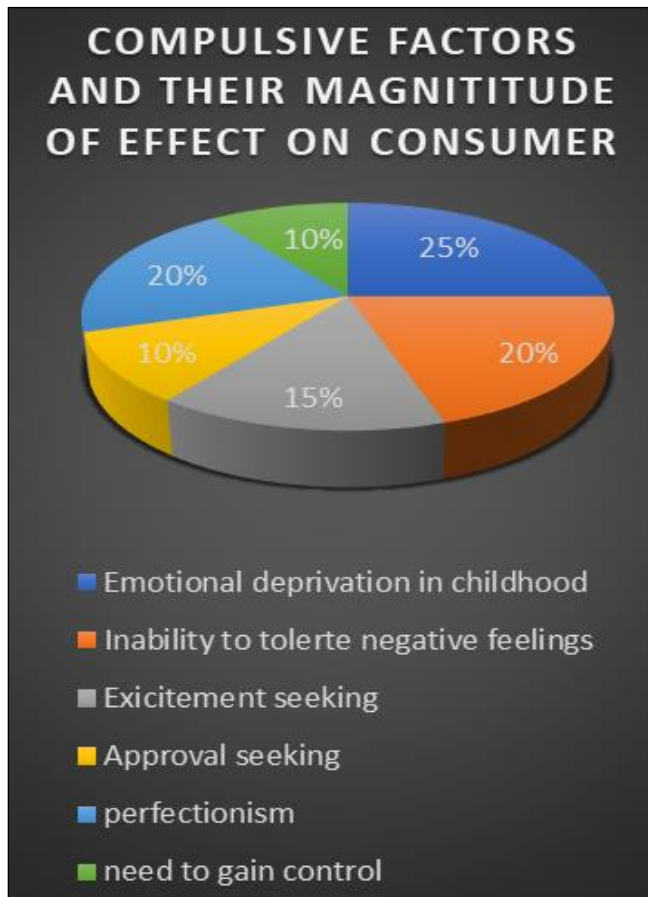 COMPULSIVE FACTORS
AND THEIR MAGNITITUDE
OF EFFECT ON CONSUMER
10%
25%
20%
20%
10%
15%
Emotional deprivation in childhood
Inability to tolerte negative feelings
Exicitement seeking
Approval seeking
perfectionism
need to gain control